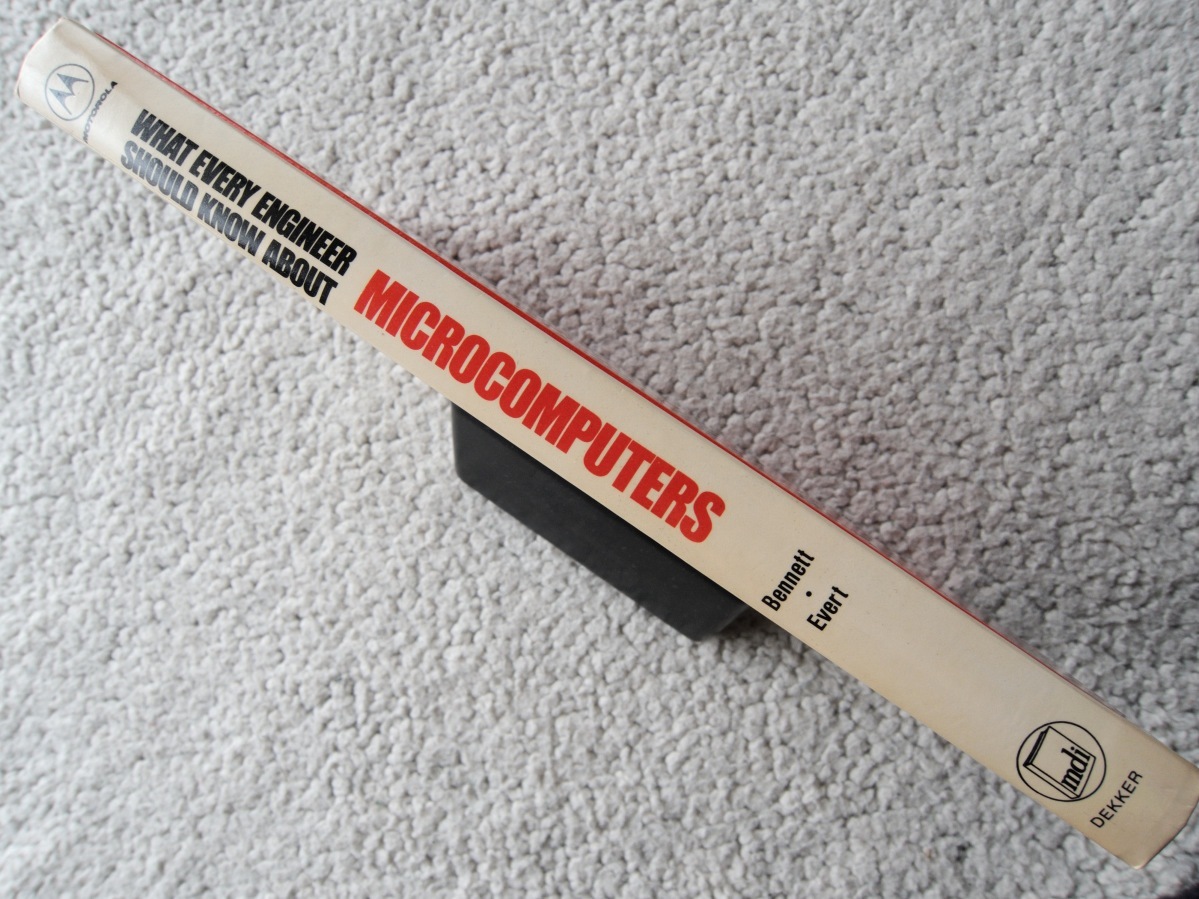 MOTOROLA
WHAT EVERY ENGINEER
SHOULD KNOW ABOUT
MICROCOMPUTERS
Bennett
•
Evert
mdi
DEKKER